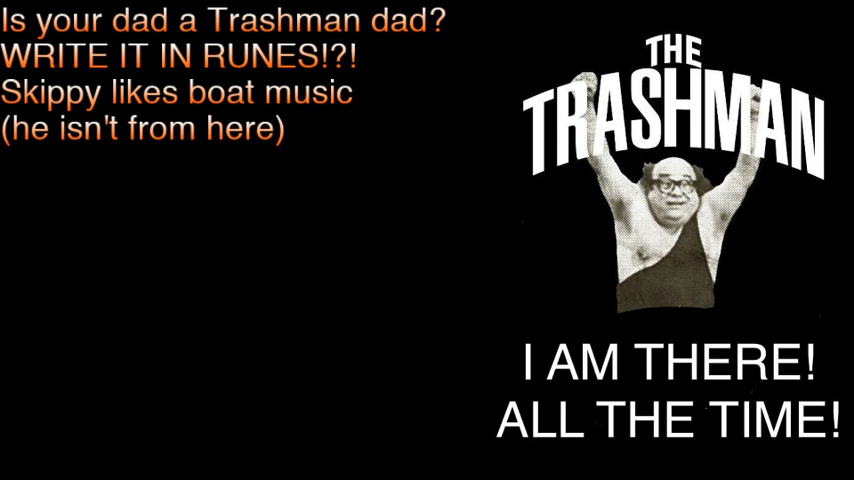 Is your dad a Trashman dad?
WRITE IT IN RUNES!?!
Skippy likes boat music
(he isn't from here)
THE
TRASHMAN
I AM THERE!
ALL THE TIME!